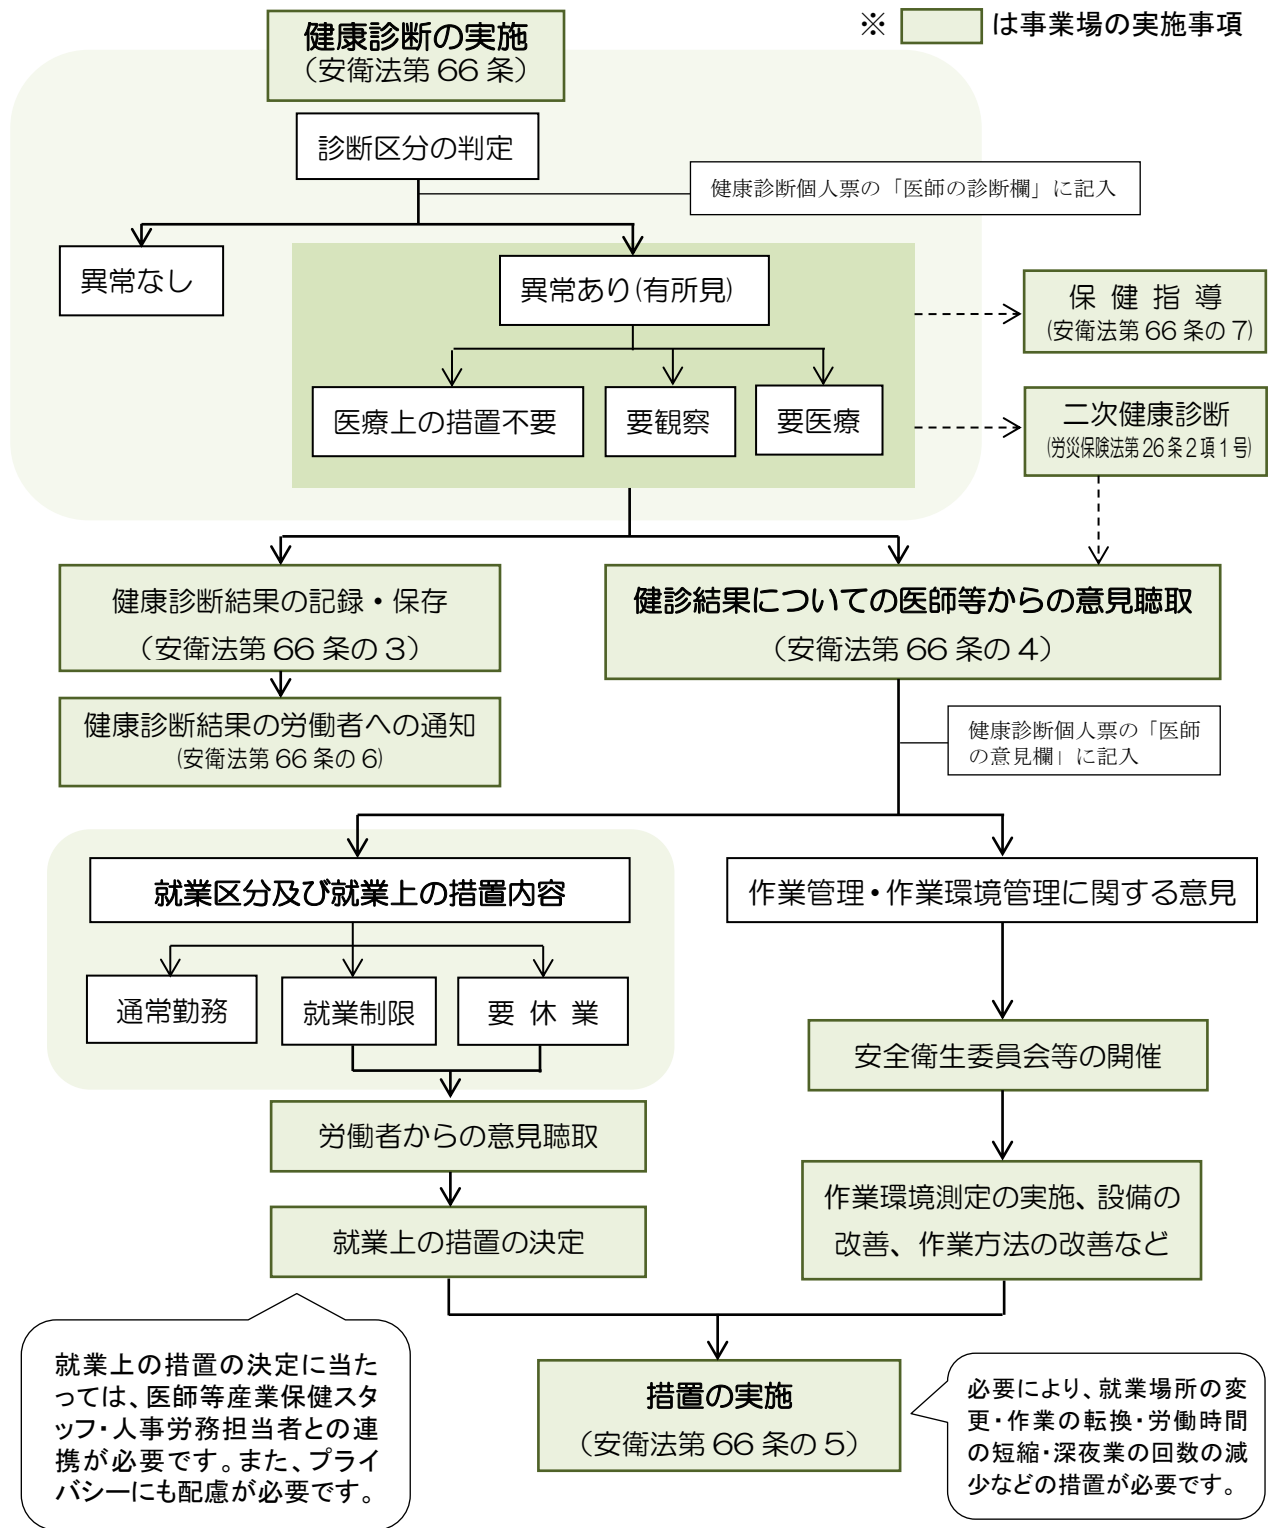 健康診断の実施
（安衛法第 66 条）
※ は事業場の実施事項
診断区分の判定
健康診断個人票の「医師の診断欄」に記入
異常なし
異常あり(有所見)
保 健 指 導
(安衛法第 66 条の 7)
医療上の措置不要
要観察
要医療
二次健康診断
(労災保険法第26条2項1号)
健康診断結果の記録・保存
（安衛法第 66 条の 3）
健診結果についての医師等からの意見聴取
（安衛法第 66 条の 4）
健康診断結果の労働者への通知
(安衛法第 66 条の 6)
健康診断個人票の「医師
の意見欄」に記入
就業区分及び就業上の措置内容
作業管理・作業環境管理に関する意見
通常勤務
就業制限
要 休 業
安全衛生委員会等の開催
労働者からの意見聴取
作業環境測定の実施、設備の
改善、作業方法の改善など
就業上の措置の決定
就業上の措置の決定に当た
っては、医師等産業保健スタ
ッフ・人事労務担当者との連
携が必要です。また、プライ
バシーにも配慮が必要です。
措置の実施
（安衛法第 66 条の 5）
必要により、就業場所の変
更・作業の転換・労働時間
の短縮・深夜業の回数の減
少などの措置が必要です。